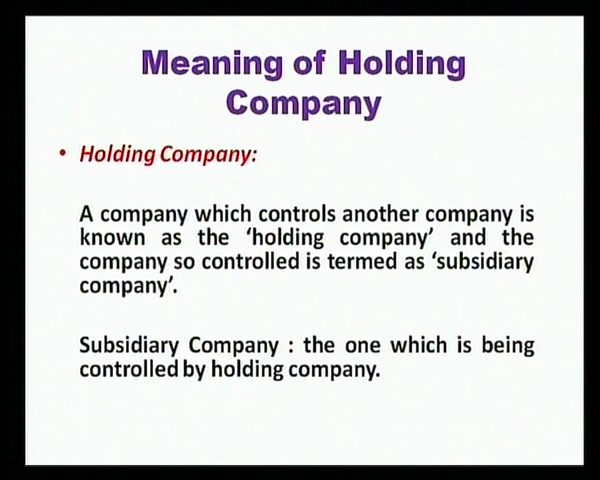 Meaning of Holding
Company
• Holding Company:
A company which controls another company is
known as the ‘holding company’ and the
company so controlled is termed as ‘subsidiary
company’.
Subsidiary Company : the one which is being
controlled by holding company.